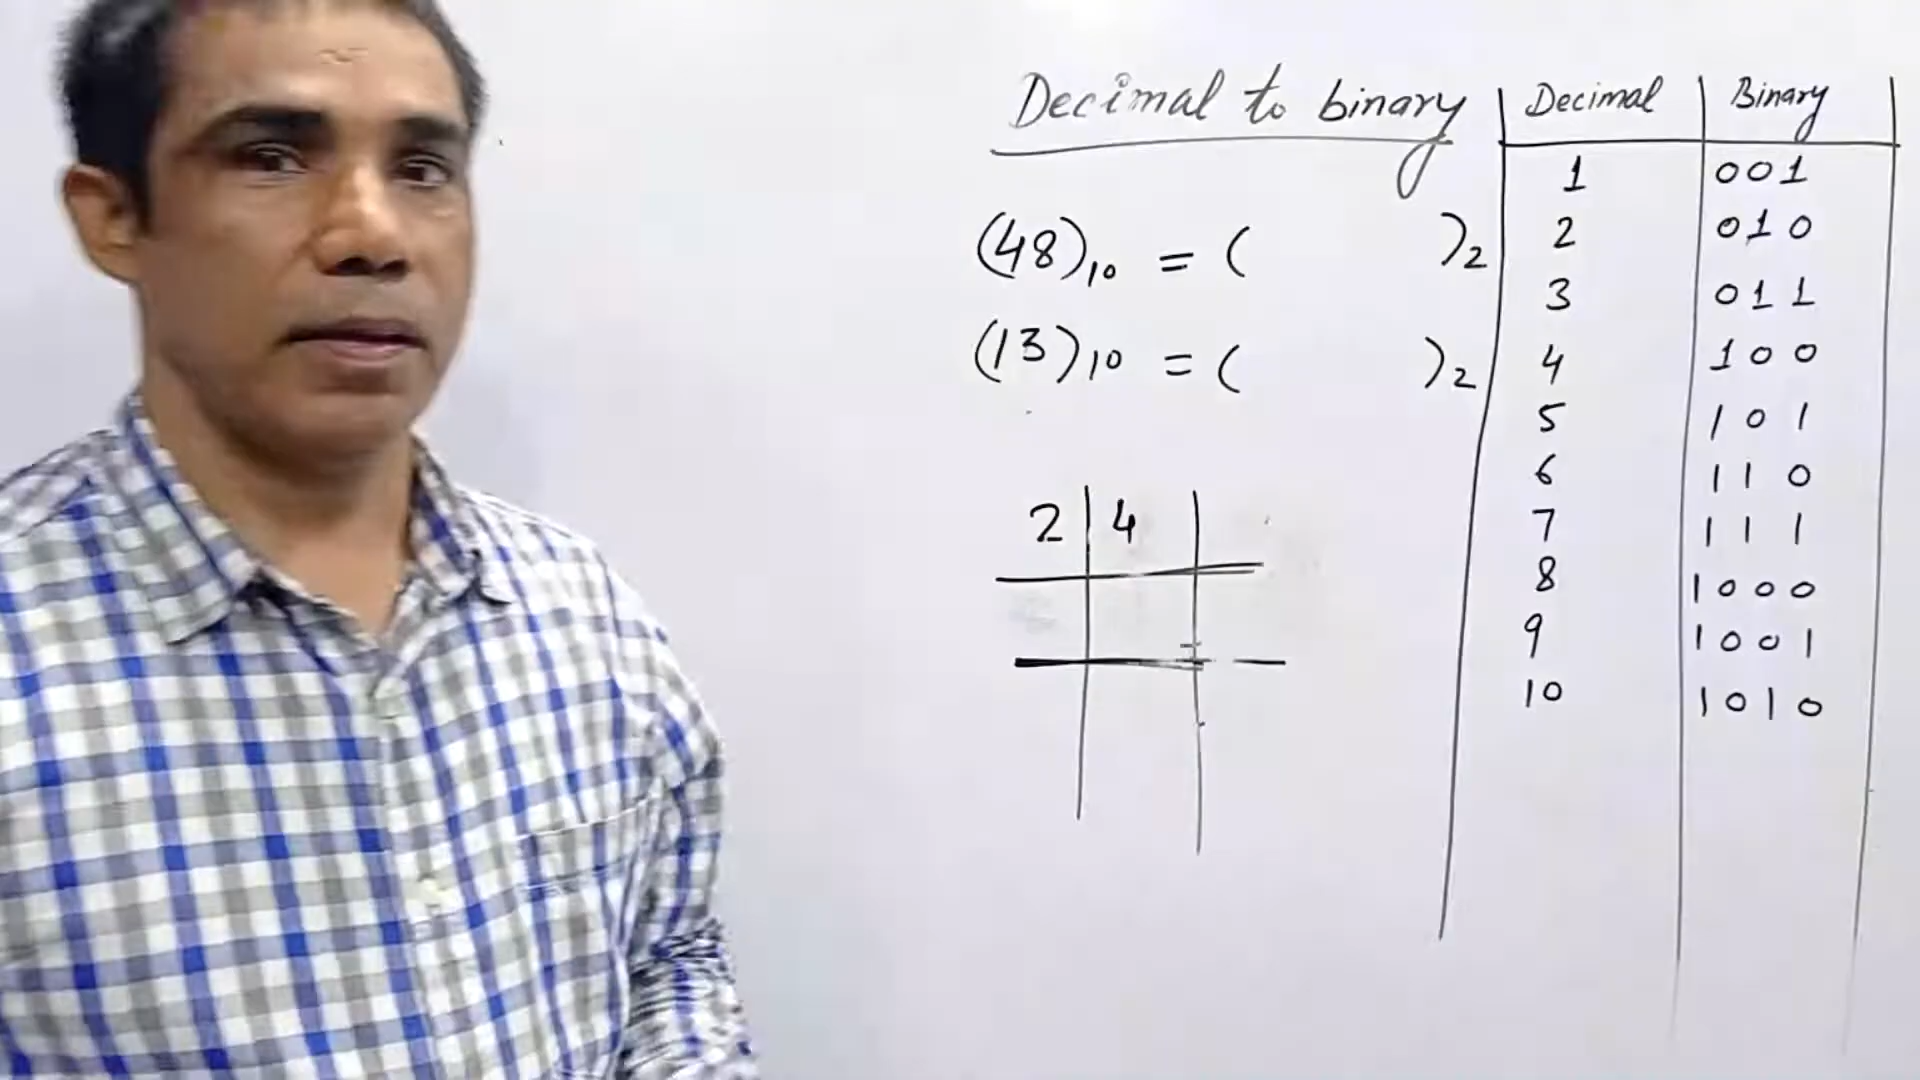 Decimal to binary
(48)10 = ( )2
(13)10 = ( )2
2 4
Decimal Binary
1 001
2 010
3 011
4 100
5 101
6 110
7 111
8 1000
9 1001
10 1010